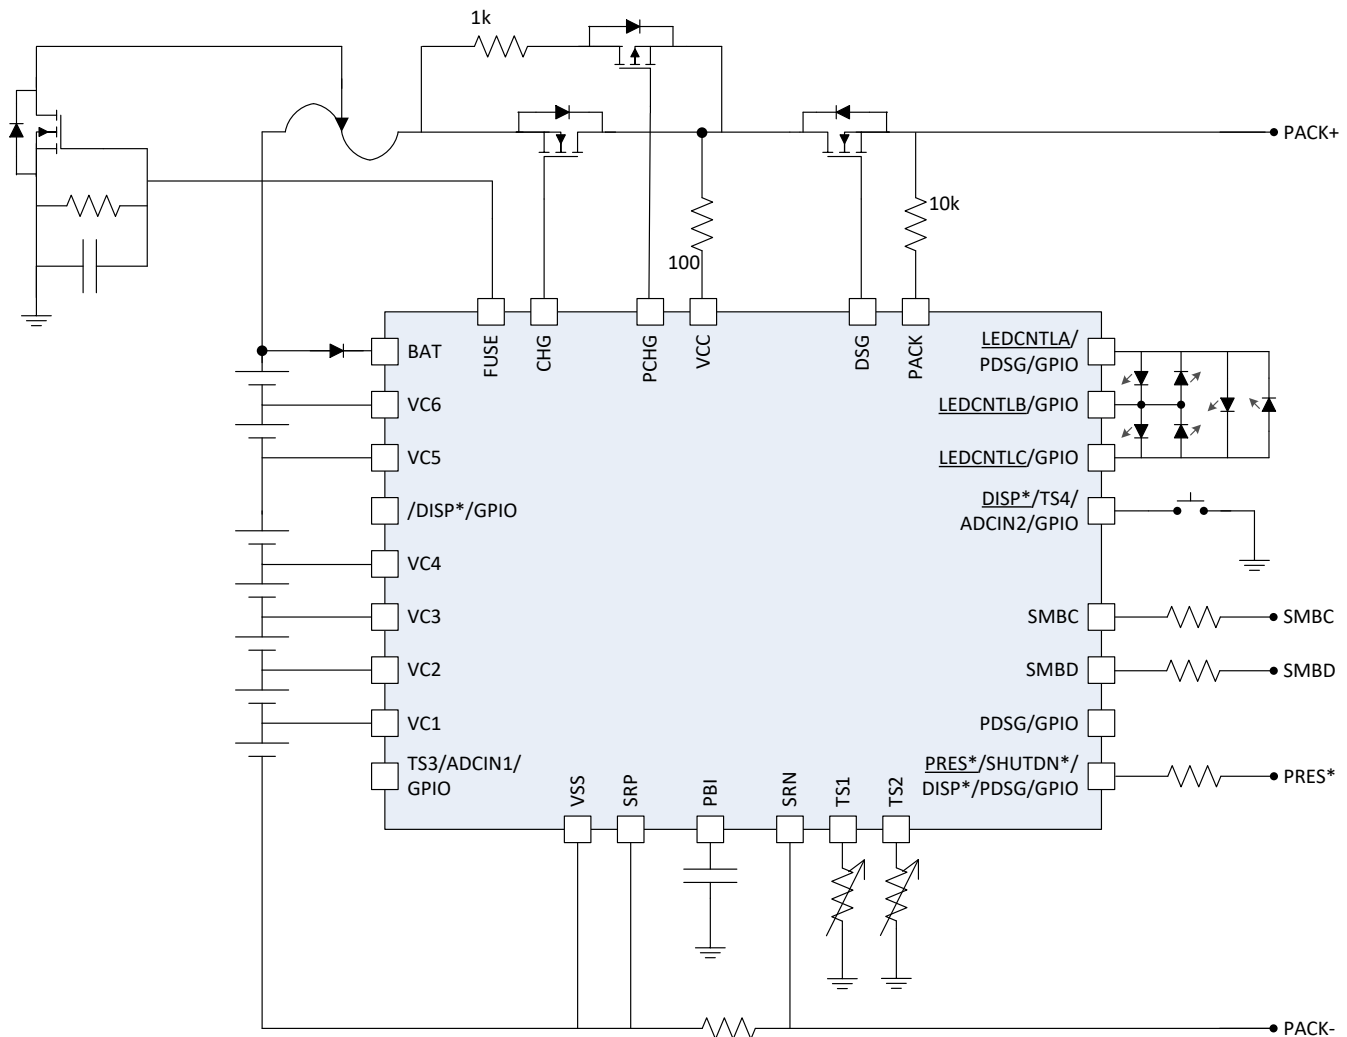 1k
PACK+
10k
100
FUSE
CHG
PCHG
VCC
DSG
PACK
BAT
VC6
VC5
/DISP*/GPIO
VC4
VC3
VC2
VC1
TS3/ADCIN1/
GPIO
LEDCNTLA/
PDSG/GPIO
LEDCNTLB/GPIO
LEDCNTLC/GPIO
DISP*/TS4/
ADCIN2/GPIO
SMBC
SMBC
SMBD
SMBD
PDSG/GPIO
PRES*/SHUTDN*/
DISP*/PDSG/GPIO
PRES*
VSS
SRP
PBI
SRN
TS1
TS2
PACK-